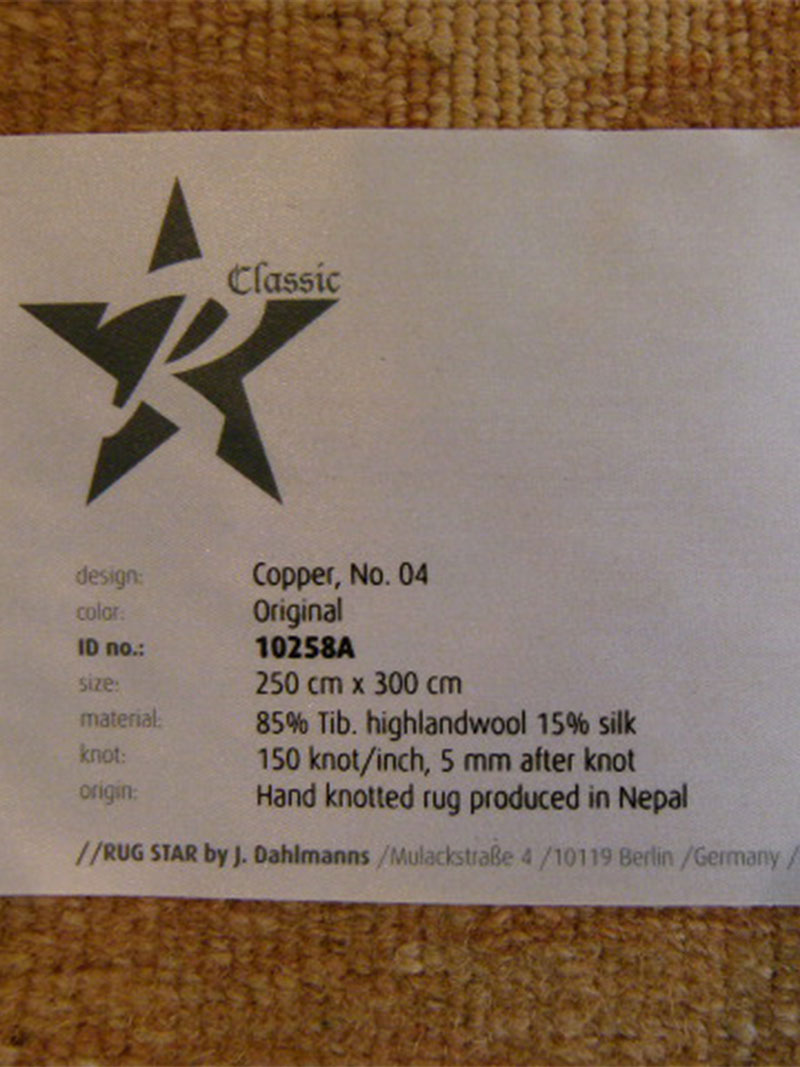 Classic
R
design: Copper, No. 04
color: Original
ID no.: 10258A
size: 250 cm x 300 cm
material: 85% Tib. highlandwool 15% silk
knot: 150 knot/inch, 5 mm after knot
origin: Hand knotted rug produced in Nepal
//RUG STAR by J. Dahlmanns /Mulackstraße 4 /10119 Berlin /Germany /